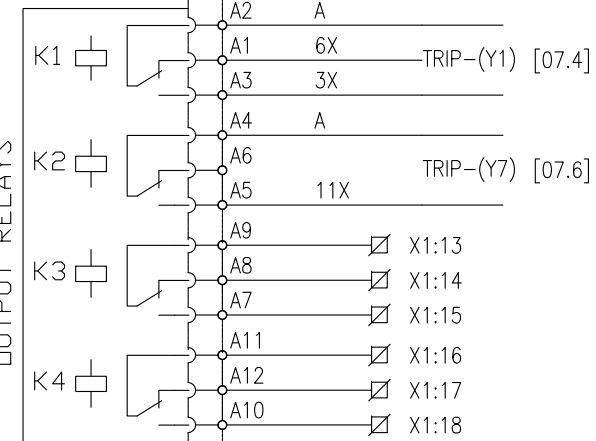 OUTPUT RELAYS
A2 A
K1 A1 6X TRIP-(Y1) [07.4]
A3 3X
A4 A
K2 A6 TRIP-(Y7) [07.6]
A5 11X
A9 X1:13
K3 A8 X1:14
A7 X1:15
A11 X1:16
K4 A12 X1:17
A10 X1:18